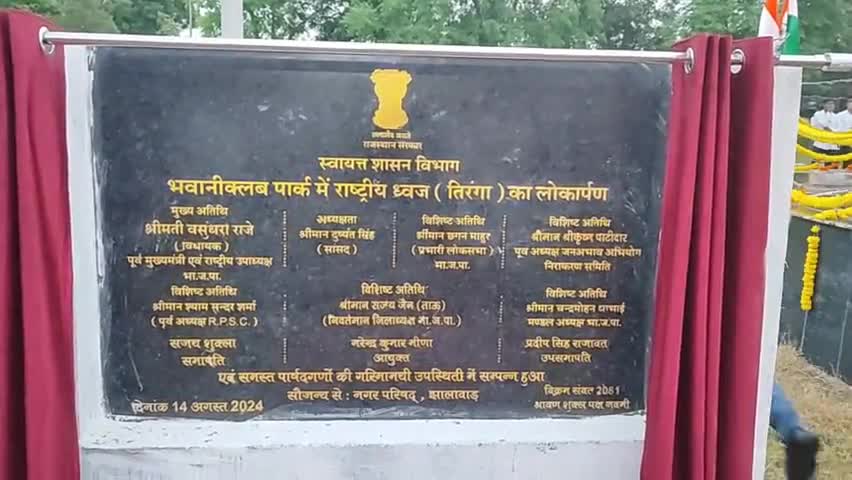 सत्यमेव जयते
राजस्थान सरकार
स्वायत्त शासन विभाग
भवानीक्लब पार्क में राष्ट्रीय ध्वज ( तिरंगा ) का लोकार्पण
मुख्य अतिथि
श्रीमती वसुंधरा राजे
(विधायक)
पूर्व मुख्यमंत्री एवं राष्ट्रीय उपाध्यक्ष
भा.ज.पा.
अध्यक्षता
श्रीमान दुष्यंत सिंह
(सांसद)
विशिष्ट अतिथि
श्रीमान छगन माहुर
(प्रभारी लोकसभा)
भा.ज.पा.
विशिष्ट अतिथि
श्रीमान श्रीकृष्ण पाटीदार
पूर्व अध्यक्ष जनअभाव अभियोग
निराकरण समिति
विशिष्ट अतिथि
श्रीमान श्याम सुन्दर शर्मा
( पूर्व अध्यक्ष R.P.S.C. )
विशिष्ट अतिथि
श्रीमान संजय जैन (ताऊ)
(निवर्तमान जिलाध्यक्ष भा.ज.पा.)
विशिष्ट अतिथि
श्रीमान चन्द्रमोहन धाभाई
मण्डल अध्यक्ष भा.ज.पा.
संजय शुक्ला
सभापति
नरेन्द्र कुमार मीणा
आयुक्त
प्रदीप सिंह राजावत
उपसभापति
एवं समस्त पार्षदगणों की गरिमामयी उपस्थिती में सम्पन्न हुआ
सौजन्य से : नगर परिषद् , झालावाड़
दिनांक 14 अगस्त 2024
विक्रम संवत 2081
श्रावण शुक्ल पक्ष नवमी